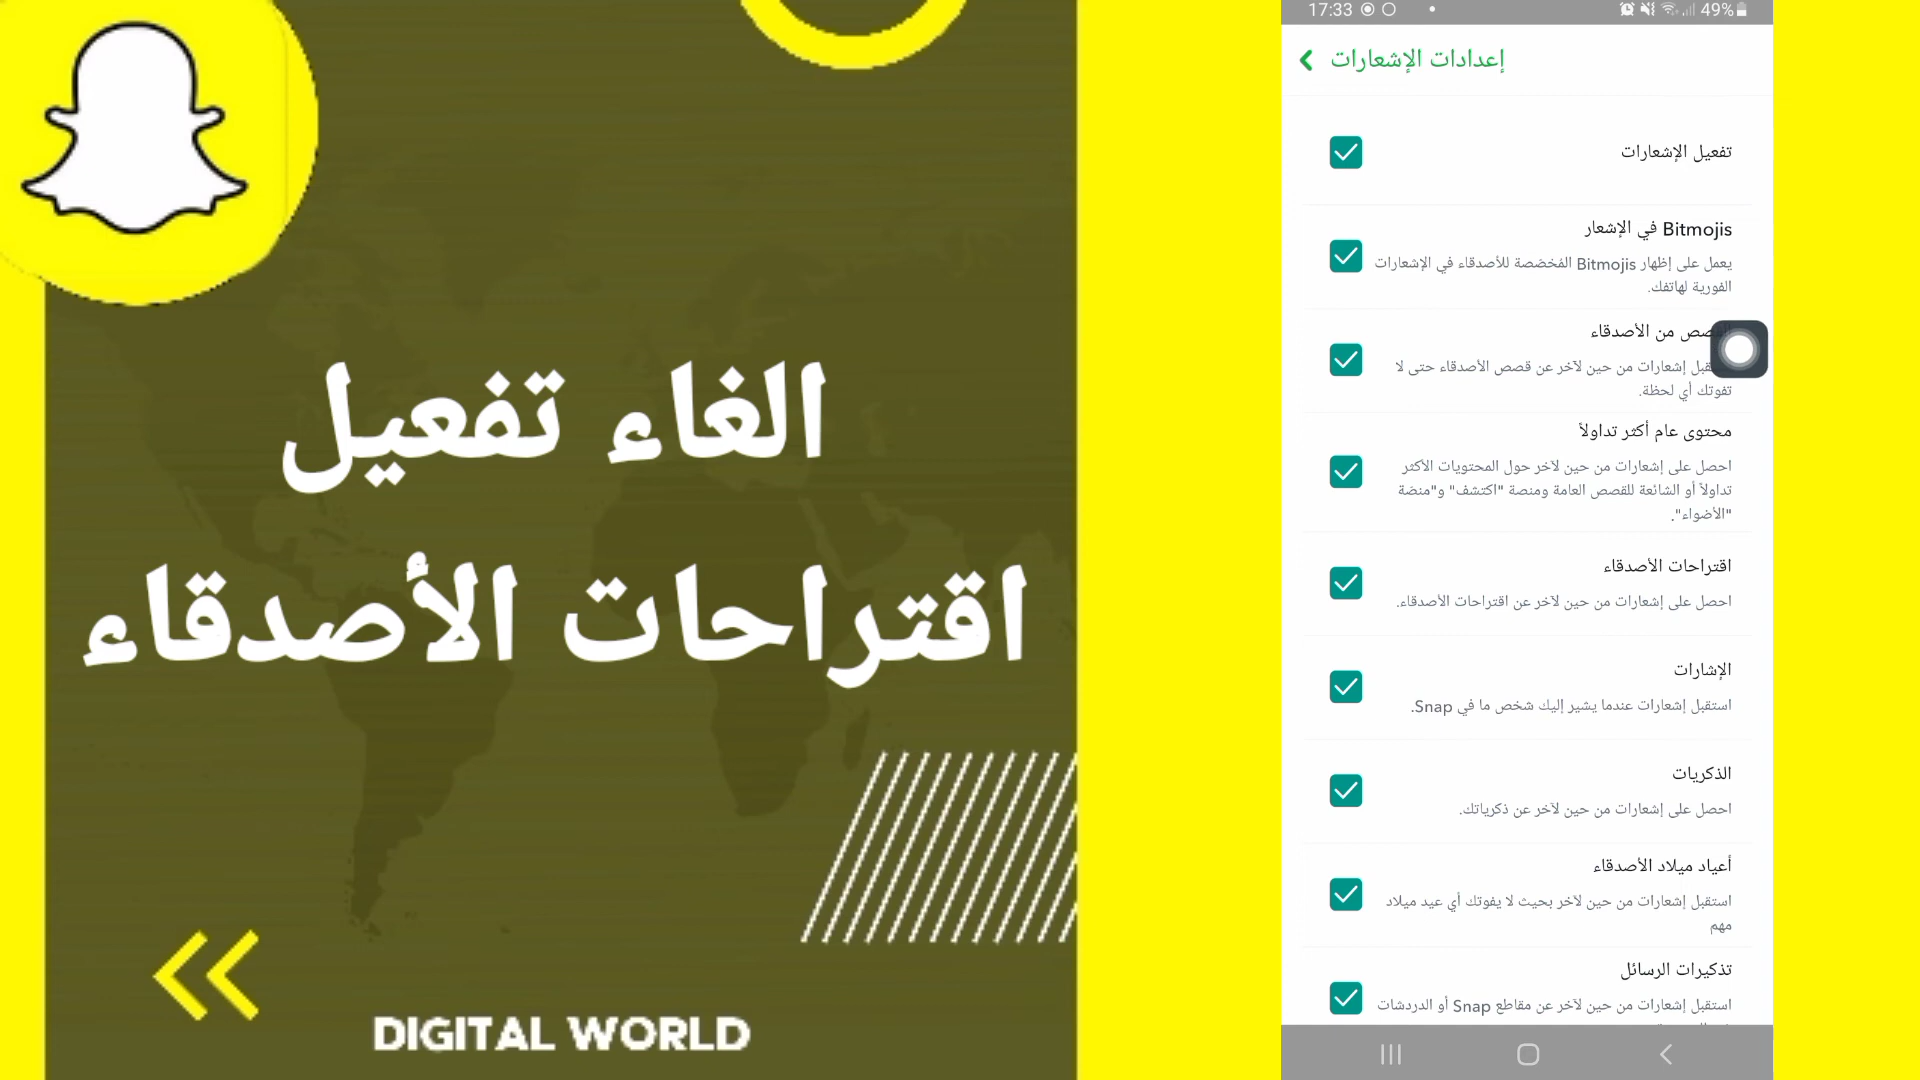 الغاء تفعيل
اقتراحات الأصدقاء
DIGITAL WORLD
17:33
49%
إعدادات الإشعارات
تفعيل الإشعارات
Bitmojis في الإشعار
يعمل على إظهار Bitmojis المُخصّصة للأصدقاء في الإشعارات
الفورية لهاتفك.
من الأصدقاء
إشعارات من حين لآخر عن قصص الأصدقاء حتى لا
تفوتك أي لحظة.
محتوى عام أكثر تداولاً
احصل على إشعارات من حين لآخر حول المحتويات الأكثر
تداولاً أو الشائعة للقصص العامة ومنصة "اكتشف" و"منصّة
"الأضواء".
اقتراحات الأصدقاء
احصل على إشعارات من حين لآخر عن اقتراحات الأصدقاء.
الإشارات
استقبل إشعارات عندما يشير إليك شخص ما في Snap.
الذكريات
احصل على إشعارات من حين لآخر عن ذكرياتك.
أعياد ميلاد الأصدقاء
استقبل إشعارات من حين لآخر بحيث لا يفوتك أي عيد ميلاد
مهم
تذكيرات الرسائل
استقبل إشعارات من حين لآخر عن مقاطع Snap أو الدردشات